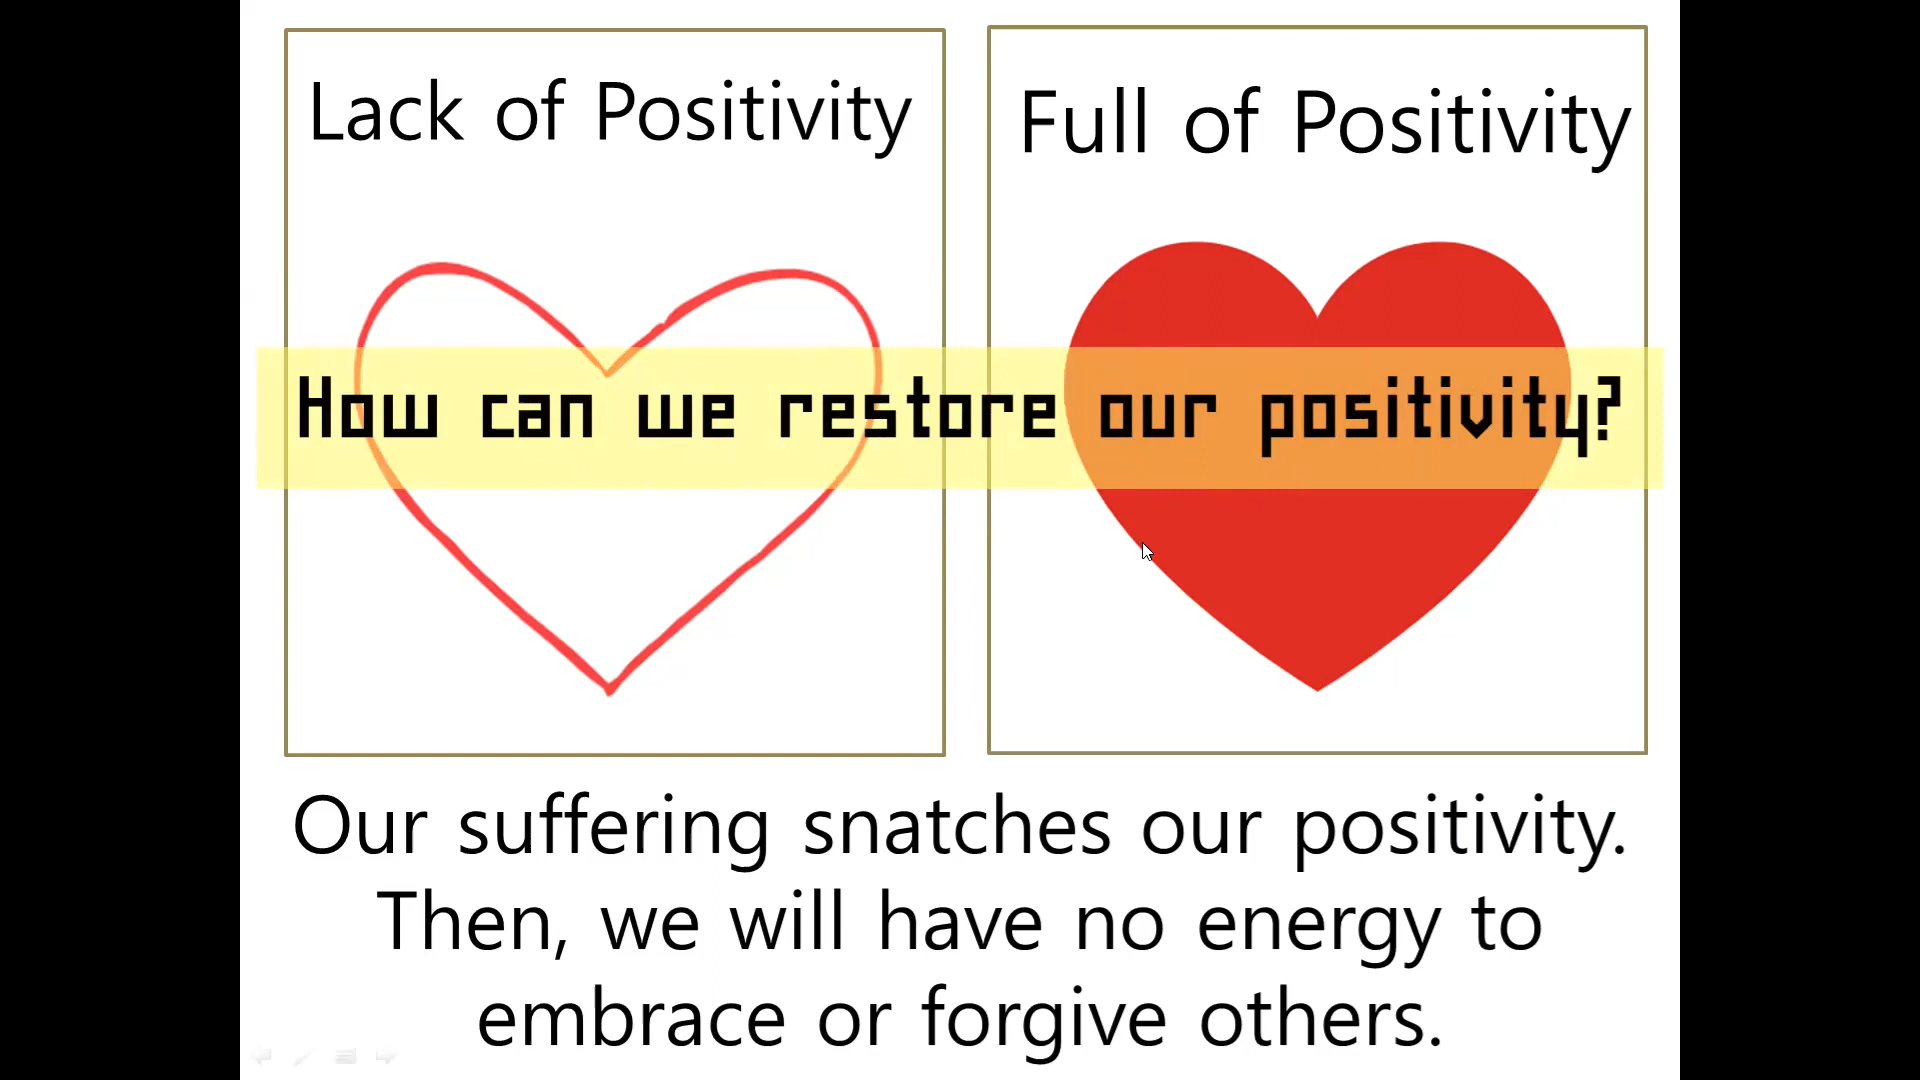 Lack of Positivity
Full of Positivity
How can we restore our positivity?
Our suffering snatches our positivity.
Then, we will have no energy to
embrace or forgive others.